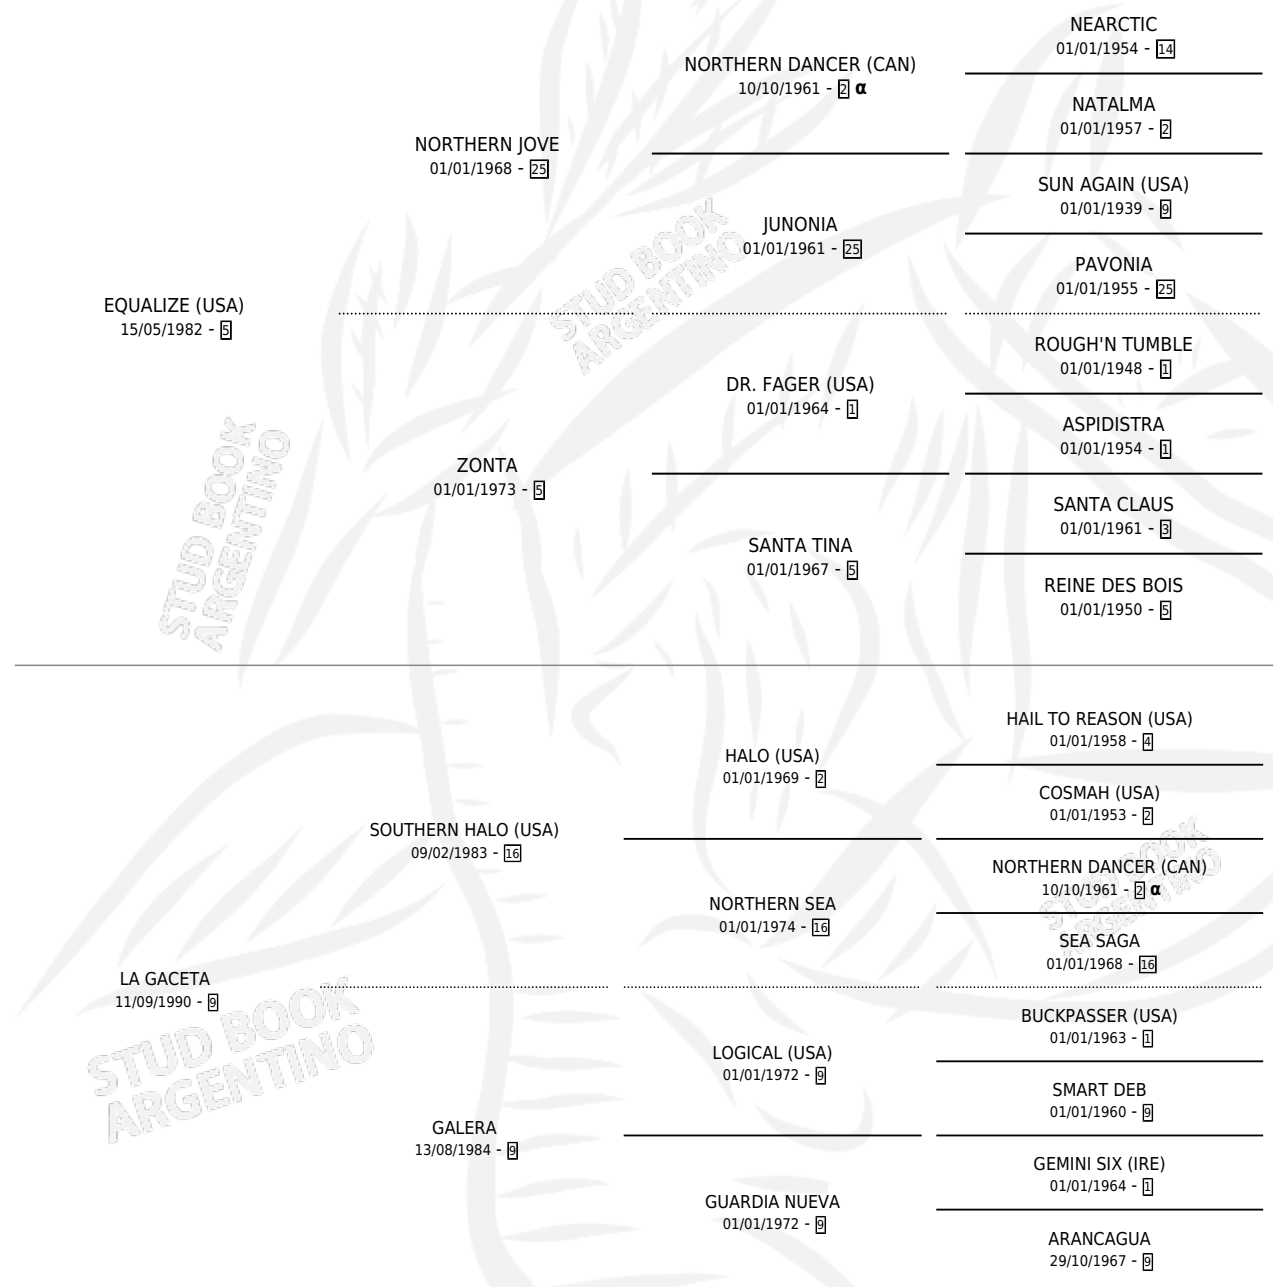 NEARCTIC
01/01/1954 - 14
NORTHERN DANCER (CAN)
10/10/1961 - 2 α
NATALMA
01/01/1957 - 2
NORTHERN JOVE
01/01/1968 - 25
SUN AGAIN (USA)
01/01/1939 - 9
JUNONIA
01/01/1961 - 25
PAVONIA
01/01/1955 - 25
EQUALIZE (USA)
15/05/1982 - 5
ROUGH'N TUMBLE
01/01/1948 - 1
DR. FAGER (USA)
01/01/1964 - 1
ASPIDISTRA
01/01/1954 - 1
ZONTA
01/01/1973 - 5
SANTA CLAUS
01/01/1961 - 3
SANTA TINA
01/01/1967 - 5
REINE DES BOIS
01/01/1950 - 5
HAIL TO REASON (USA)
01/01/1958 - 4
HALO (USA)
01/01/1969 - 2
COSMAH (USA)
01/01/1953 - 2
SOUTHERN HALO (USA)
09/02/1983 - 16
NORTHERN DANCER (CAN)
10/10/1961 - 2 α
NORTHERN SEA
01/01/1974 - 16
SEA SAGA
01/01/1968 - 16
LA GACETA
11/09/1990 - 9
BUCKPASSER (USA)
01/01/1963 - 1
LOGICAL (USA)
01/01/1972 - 9
SMART DEB
01/01/1960 - 9
GALERA
13/08/1984 - 9
GEMINI SIX (IRE)
01/01/1964 - 1
GUARDIA NUEVA
01/01/1972 - 9
ARANCAGUA
29/10/1967 - 9
STUD BOOK
ARGENTINO
STUD BOOK
ARGENTINO
STUD BOOK
ARGENTINO
STUD BOOK
ARGENTINO